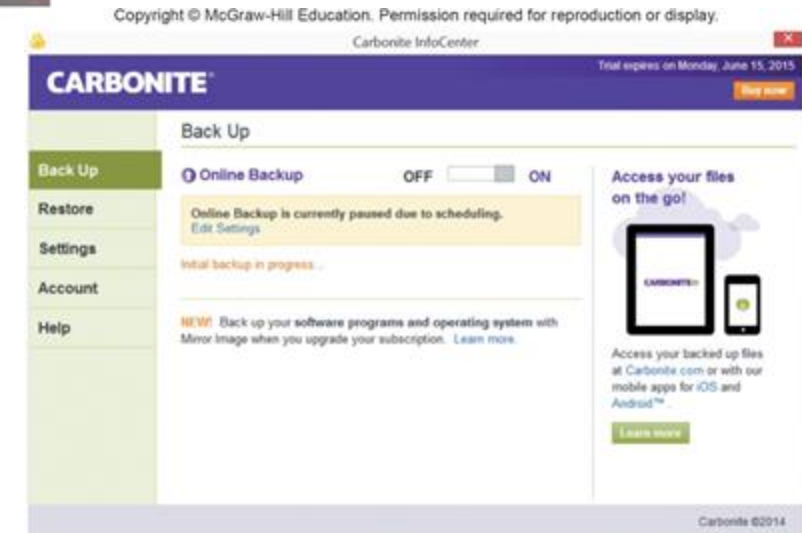 Copyright © McGraw-Hill Education. Permission required for reproduction or display.
Carbonite InfoCenter
Trial expires on Monday, June 15, 2015
CARBONITE
Buy now
Back Up
Back Up
Online Backup OFF ON
Online Backup is currently paused due to scheduling.
Edit Settings
Initial backup in progress...
NEW! Back up your software programs and operating system with
Mirror Image when you upgrade your subscription. Learn more.
Restore
Settings
Account
Help
Access your files
on the go!
CARBONITE
Access your backed up files
at Carbonite.com or with our
mobile apps for iOS and
Android™.
Learn more
Carbonite ©2014